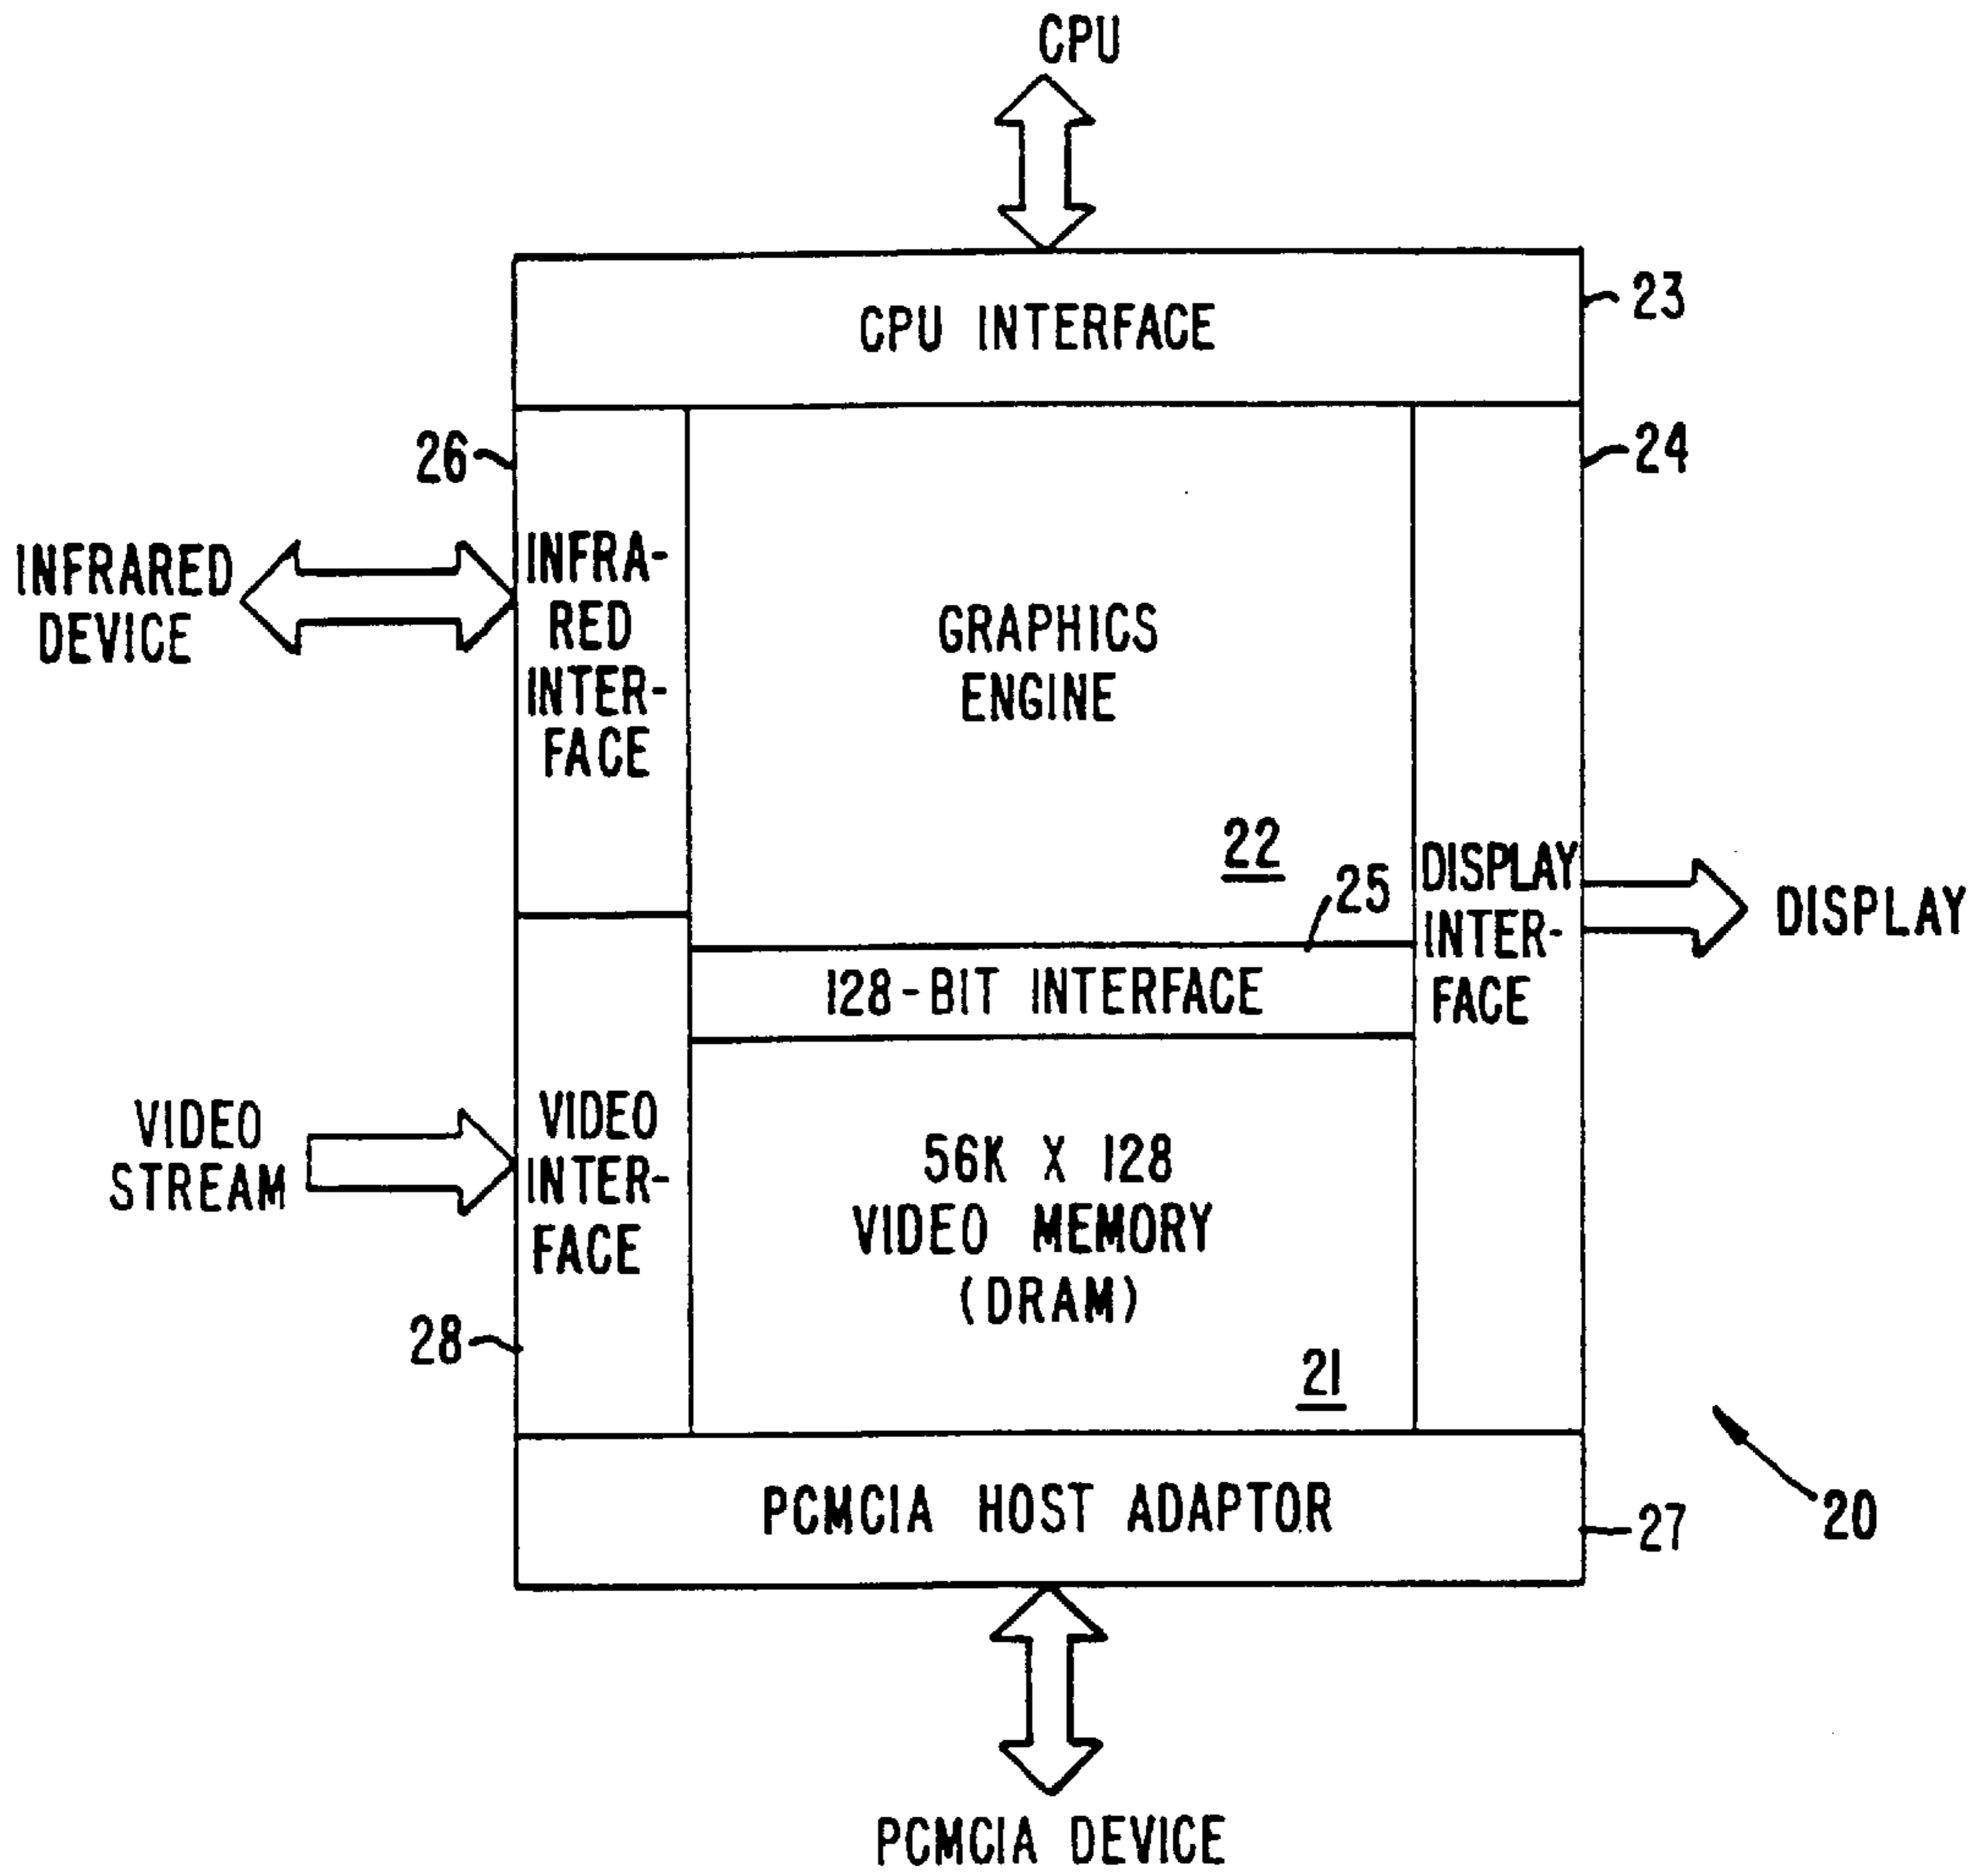 CPU
CPU INTERFACE
23
26
24
INFRARED
DEVICE
INFRA-
RED
INTER-
FACE
GRAPHICS
ENGINE
22
25
DISPLAY
INTER-
FACE
DISPLAY
128-BIT INTERFACE
VIDEO
STREAM
VIDEO
INTER-
FACE
56K X 128
VIDEO MEMORY
(DRAM)
28
21
PCMCIA HOST ADAPTOR
27
20
PCMCIA DEVICE